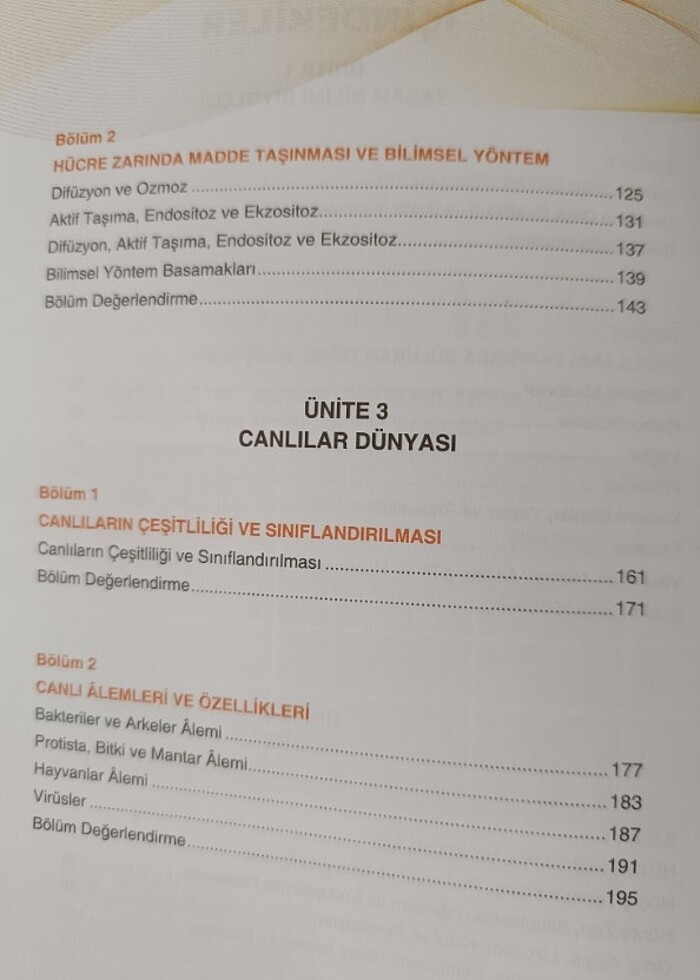 Bölüm 2
HÜCRE ZARINDA MADDE TAŞINMASI VE BİLİMSEL YÖNTEM
Difüzyon ve Ozmoz ........ 125
Aktif Taşıma, Endositoz ve Ekzositoz........ 131
Difüzyon, Aktif Taşıma, Endositoz ve Ekzositoz........ 137
Bilimsel Yöntem Basamakları........ 139
Bölüm Değerlendirme........ 143
ÜNİTE 3
CANLILAR DÜNYASI
Bölüm 1
CANLILARIN ÇEŞİTLİLİĞİ VE SINIFLANDIRILMASI
Canlıların Çeşitliliği ve Sınıflandırılması ........ 161
Bölüm Değerlendirme........ 171
Bölüm 2
CANLI ÂLEMLERİ VE ÖZELLİKLERİ
Bakteriler ve Arkeler Âlemi ........ 177
Protista, Bitki ve Mantar Âlemi........ 183
Hayvanlar Âlemi ........ 187
Virüsler ........ 191
Bölüm Değerlendirme........ 195